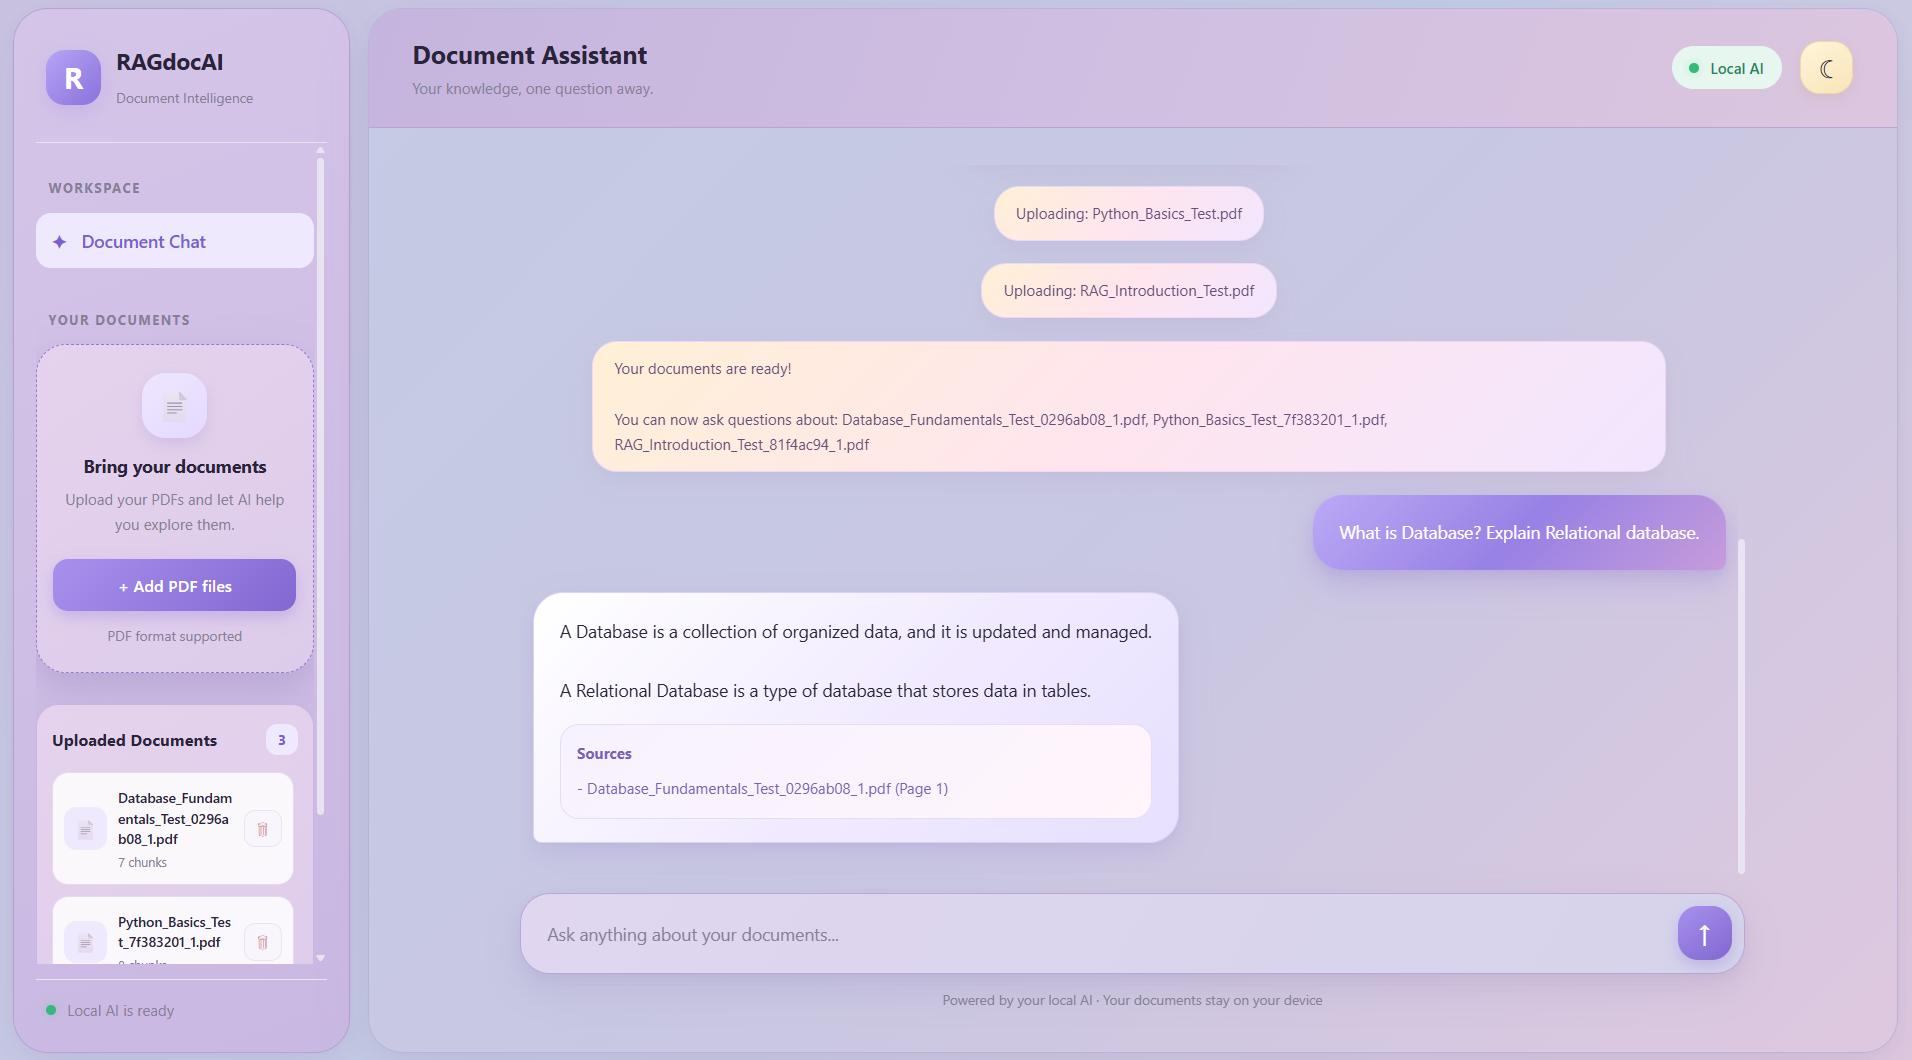 R
RAGdocAI
Document Intelligence
WORKSPACE
Document Chat
YOUR DOCUMENTS
Bring your documents
Upload your PDFs and let AI help
you explore them.
+ Add PDF files
PDF format supported
Uploaded Documents
3
Database_Fundam
entals_Test_0296a
b08_1.pdf
7 chunks
Python_Basics_Tes
t_7f383201_1.pdf
Local AI is ready
Document Assistant
Your knowledge, one question away.
Local AI
Uploading: Python_Basics_Test.pdf
Uploading: RAG_Introduction_Test.pdf
Your documents are ready!
You can now ask questions about: Database_Fundamentals_Test_0296ab08_1.pdf, Python_Basics_Test_7f383201_1.pdf,
RAG_Introduction_Test_81f4ac94_1.pdf
What is Database? Explain Relational database.
A Database is a collection of organized data, and it is updated and managed.
A Relational Database is a type of database that stores data in tables.
Sources
- Database_Fundamentals_Test_0296ab08_1.pdf (Page 1)
Ask anything about your documents...
Powered by your local AI · Your documents stay on your device